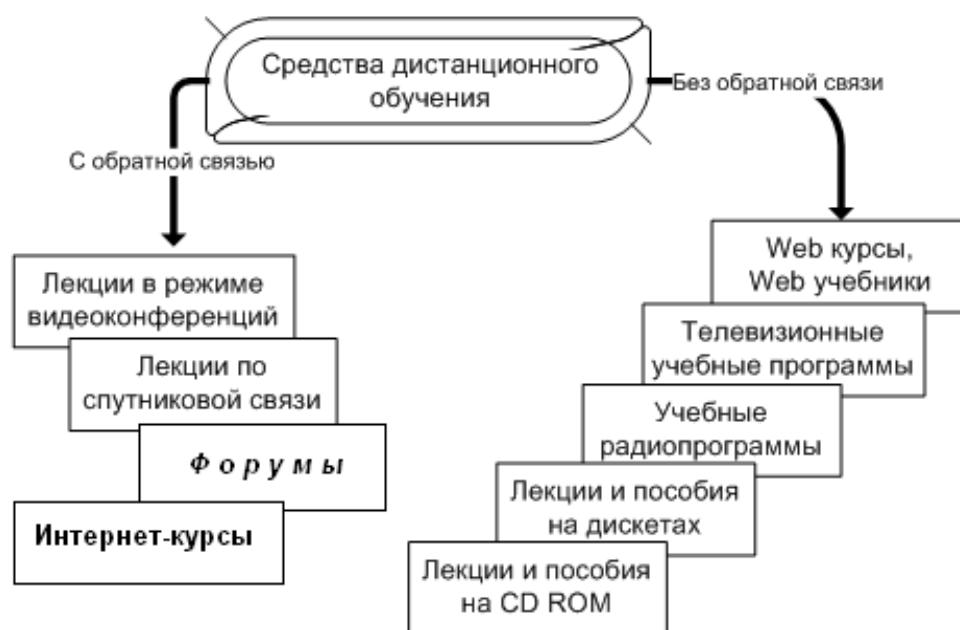 Средства дистанционного
обучения
Без обратной связи
С обратной связью
Лекции в режиме
видеоконференций
Лекции по
спутниковой связи
Форумы
Интернет-курсы
Web курсы,
Web учебники
Телевизионные
учебные программы
Учебные
радиопрограммы
Лекции и пособия
на дискетах
Лекции и пособия
на CD ROM